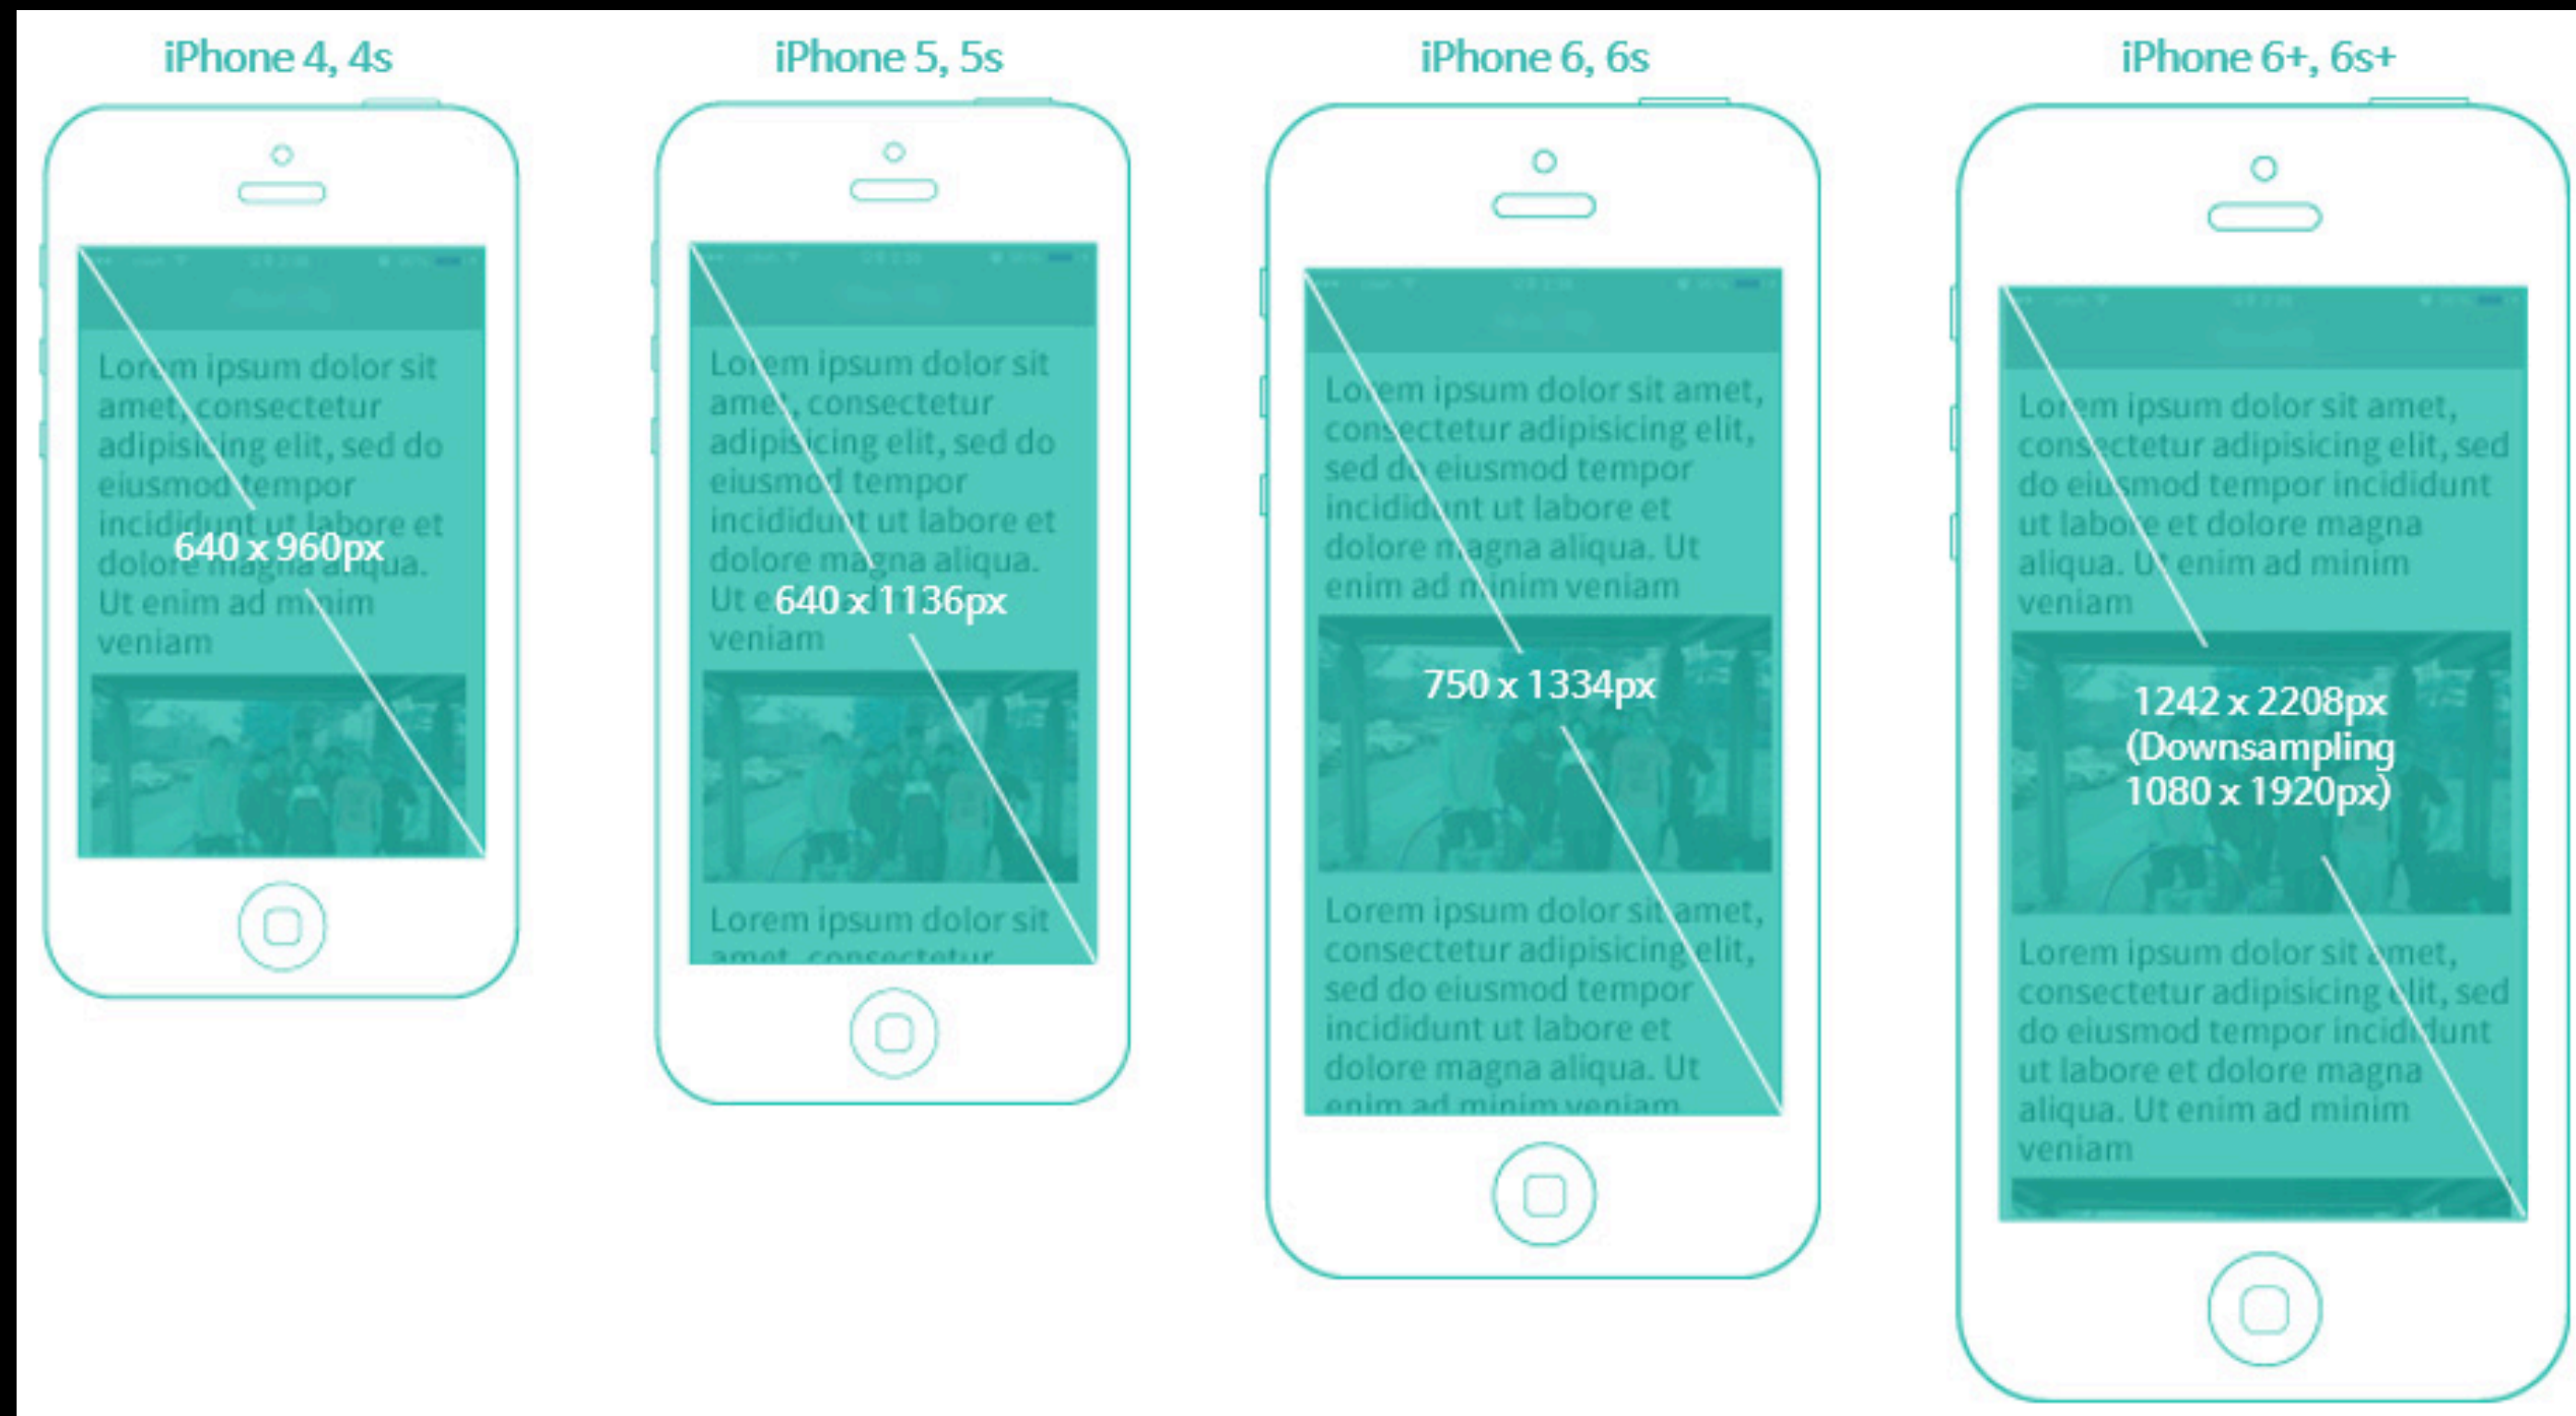 iPhone 4, 4s
Lorem ipsum dolor sit
amet, consectetur
adipisicing elit, sed do
eiusmod tempor
incididunt ut labore et
640 x 960px
dolore magna aliqua.
Ut enim ad minim
veniam
iPhone 5, 5s
Lorem ipsum dolor sit
amet, consectetur
adipisicing elit, sed do
eiusmod tempor
incididunt ut labore et
dolore magna aliqua.
Ut
640 x 1136px
veniam
Lorem ipsum dolor sit
amet, consectetur
iPhone 6, 6s
Lorem ipsum dolor sit amet,
consectetur adipisicing elit,
sed do eiusmod tempor
incididunt ut labore et
dolore magna aliqua. Ut
enim ad minim veniam
750 x 1334px
Lorem ipsum dolor sit amet,
consectetur adipisicing elit,
sed do eiusmod tempor
incididunt ut labore et
dolore magna aliqua. Ut
enim ad minim veniam
iPhone 6+, 6s+
Lorem ipsum dolor sit amet,
consectetur adipisicing elit, sed
do eiusmod tempor incididunt
ut labore et dolore magna
aliqua. Ut enim ad minim
veniam
1242 x 2208px
(Downsampling
1080 x 1920px)
Lorem ipsum dolor sit amet,
consectetur adipisicing elit, sed
do eiusmod tempor incididunt
ut labore et dolore magna
aliqua. Ut enim ad minim
veniam